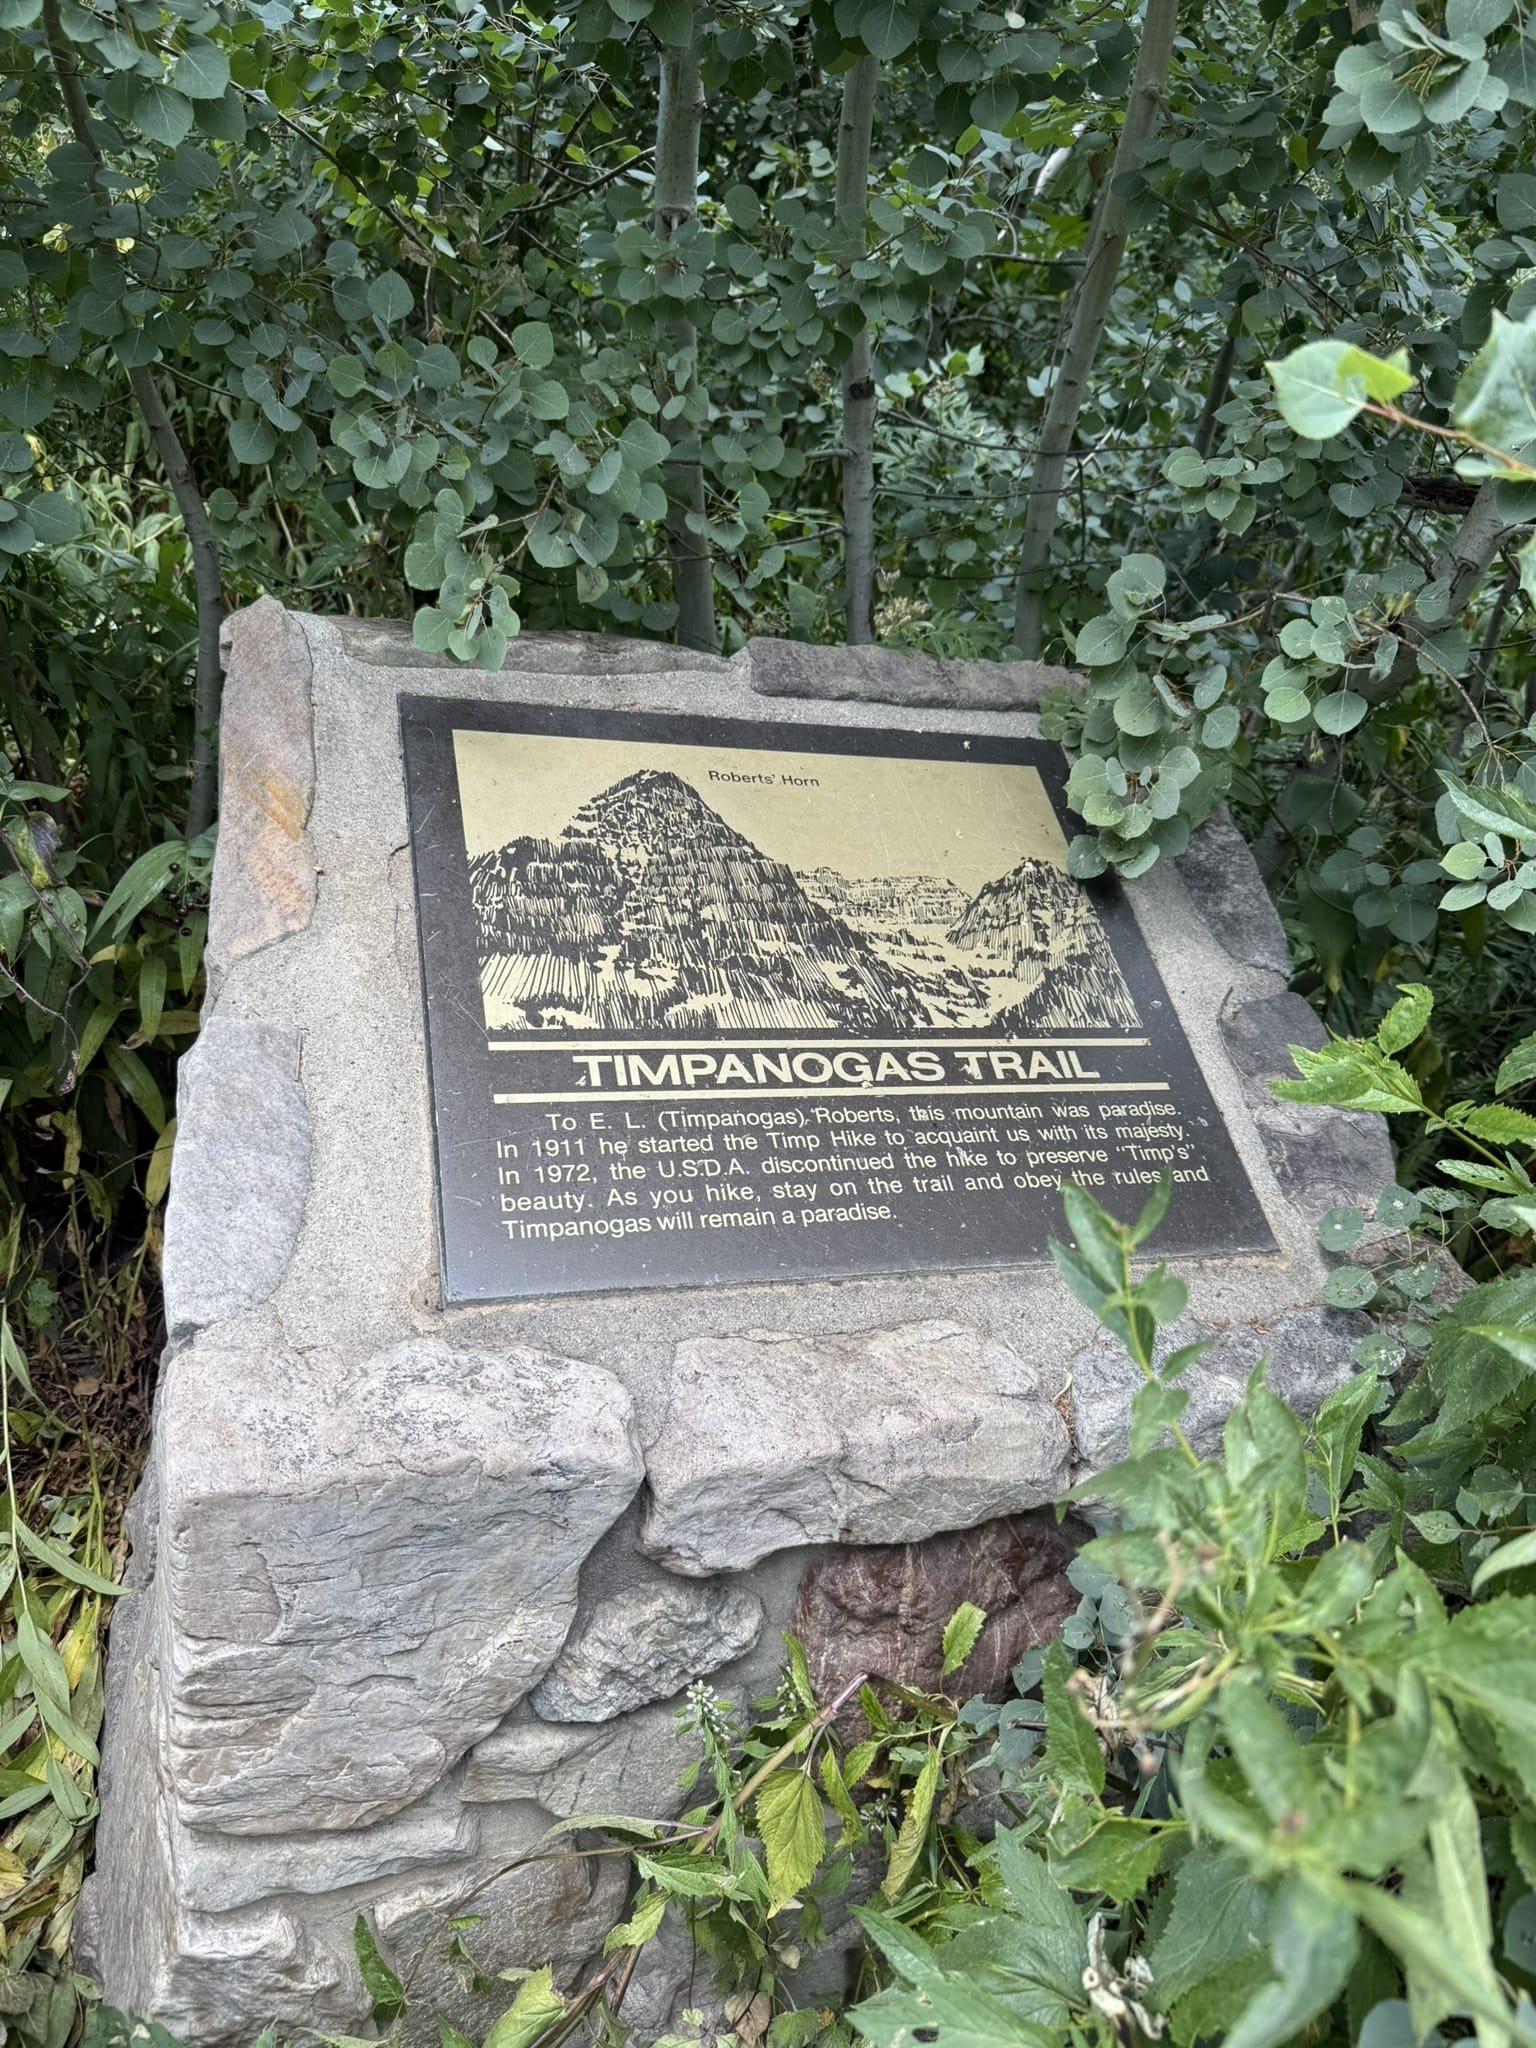 Roberts' Horn
TIMPANOGAS TRAIL
To E. L. (Timpanogas) Roberts, this mountain was paradise.
In 1911 he started the Timp Hike to acquaint us with its majesty.
In 1972, the U.S.D.A. discontinued the hike to preserve "Timp's"
beauty. As you hike, stay on the trail and obey the rules and
Timpanogas will remain a paradise.